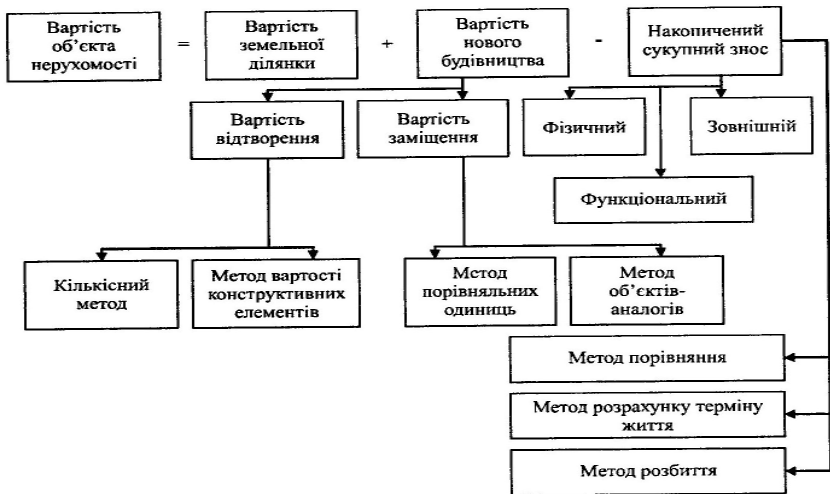 Вартість
об’єкта
нерухомості
=
Вартість
земельної
ділянки
+
Вартість
нового
будівництва
-
Накопичений
сукупний знос
Вартість
відтворення
Вартість
заміщення
Фізичний
Зовнішній
Функціональний
Кількісний
метод
Метод вартості
конструктивних
елементів
Метод
порівняльних
одиниць
Метод
об’єктів-
аналогів
Метод порівняння
Метод розрахунку терміну
життя
Метод розбиття